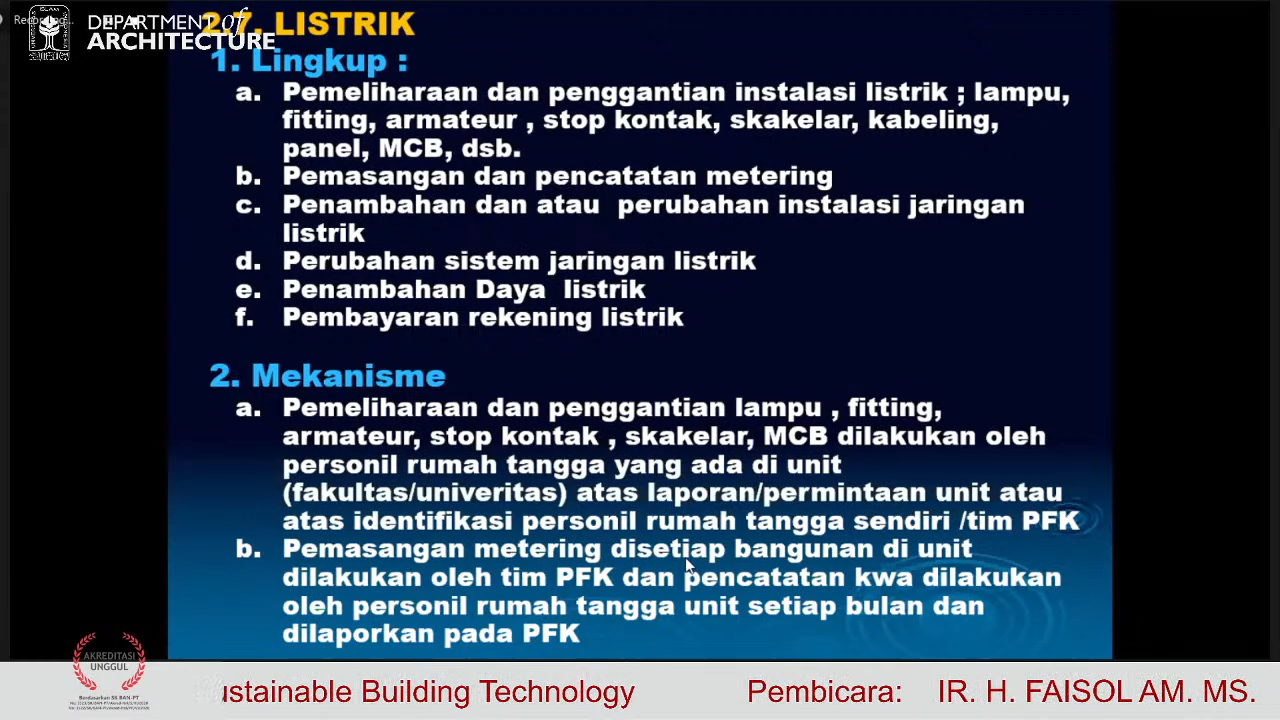 DEPARTMENT of
ARCHITECTURE
2.7. LISTRIK
1. Lingkup :
a. Pemeliharaan dan penggantian instalasi listrik ; lampu,
fitting, armateur , stop kontak, skakelar, kabeling,
panel, MCB, dsb.
b. Pemasangan dan pencatatan metering
c. Penambahan dan atau perubahan instalasi jaringan
listrik
d. Perubahan sistem jaringan listrik
e. Penambahan Daya listrik
f. Pembayaran rekening listrik
2. Mekanisme
a. Pemeliharaan dan penggantian lampu , fitting,
armateur, stop kontak , skakelar, MCB dilakukan oleh
personil rumah tangga yang ada di unit
(fakultas/univeritas) atas laporan/permintaan unit atau
atas identifikasi personil rumah tangga sendiri /tim PFK
b. Pemasangan metering disetiap bangunan di unit
dilakukan oleh tim PFK dan pencatatan kwa dilakukan
oleh personil rumah tangga unit setiap bulan dan
dilaporkan pada PFK
AKREDITASI
UNGGUL
Berdasarkan SK BAN-PT
ustainable Building Technology Pembicara: IR. H. FAISOL AM. MS.